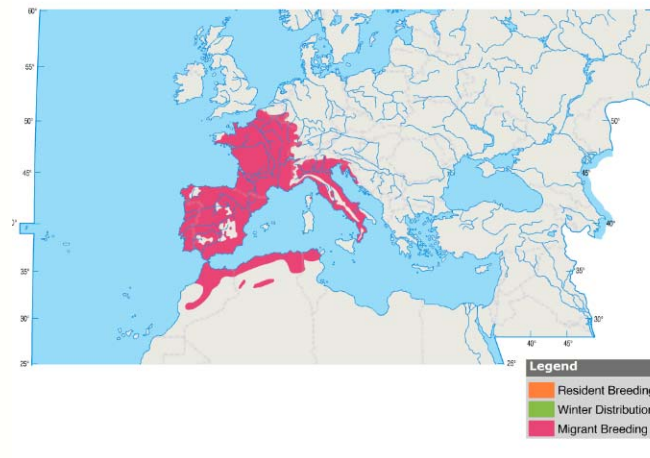 60°
55°
50° 50°
45° 45°
2° 40°
35° 35°
30° 30°
40° 45°
25° 25°
Legend
Resident Breeding
Winter Distribution
Migrant Breeding